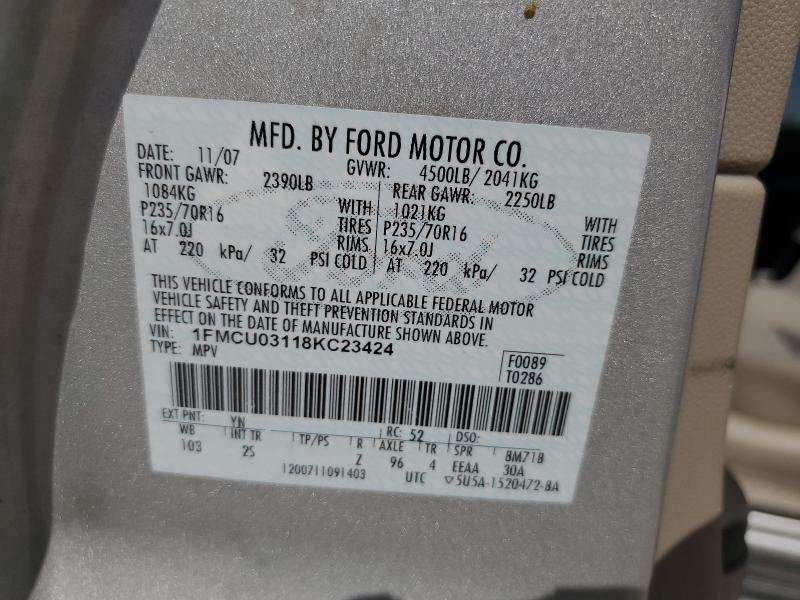 MFD. BY FORD MOTOR CO.
DATE: 11/07 GVWR: 4500LB/ 2041KG
FRONT GAWR: 2390LB REAR GAWR: 2250LB
1084KG WITH 1021KG WITH
P235/70R16 TIRES P235/70R16 TIRES
16x7.0J RIMS 16x7.0J RIMS
AT 220 kPa/ 32 PSI COLD AT 220 kPa/ 32 PSI COLD
THIS VEHICLE CONFORMS TO ALL APPLICABLE FEDERAL MOTOR
VEHICLE SAFETY AND THEFT PREVENTION STANDARDS IN
EFFECT ON THE DATE OF MANUFACTURE SHOWN ABOVE.
VIN: 1FMCU03118KC23424
TYPE: MPV
F0089
T0286
EXT PNT: YN RC: 52 DSO:
WB INT TR TP/PS R AXLE TR SPR BM71B
103 2S Z 96 4 EEAA 30A
1200711091403 UTC ▽5U5A-1520472-BA